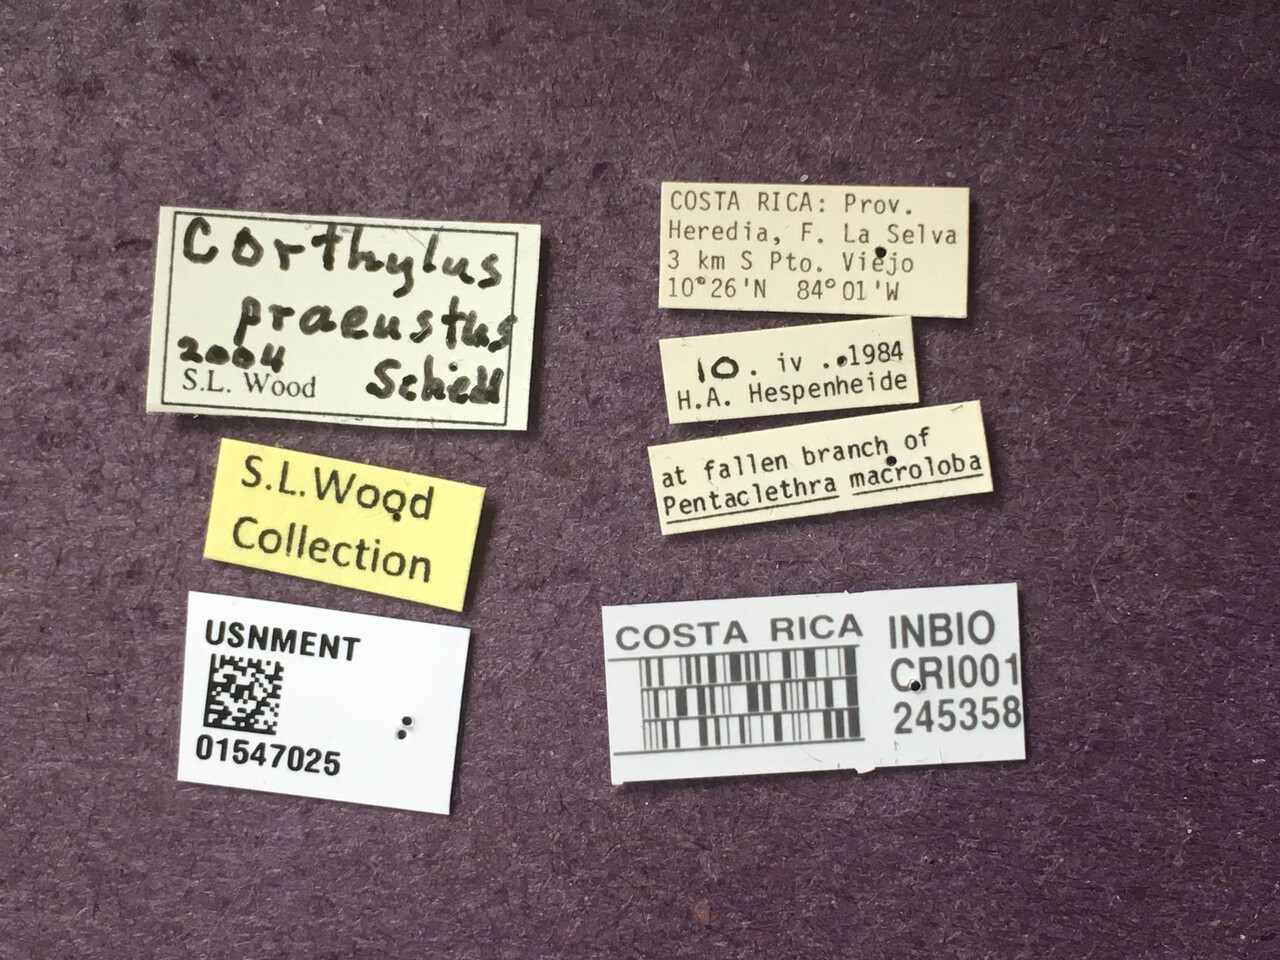 Corthylus
praeustus
2004 Schedl
S.L. Wood
S.L.Wood
Collection
USNMENT
01547025
COSTA RICA: Prov.
Heredia, F. La Selva
3 km S Pto. Viejo
10°26'N 84°01'W
10. iv ..1984
H.A. Hespenheide
at fallen branch of
Pentaclethra macroloba
COSTA RICA
INBIO
CRI001
245358